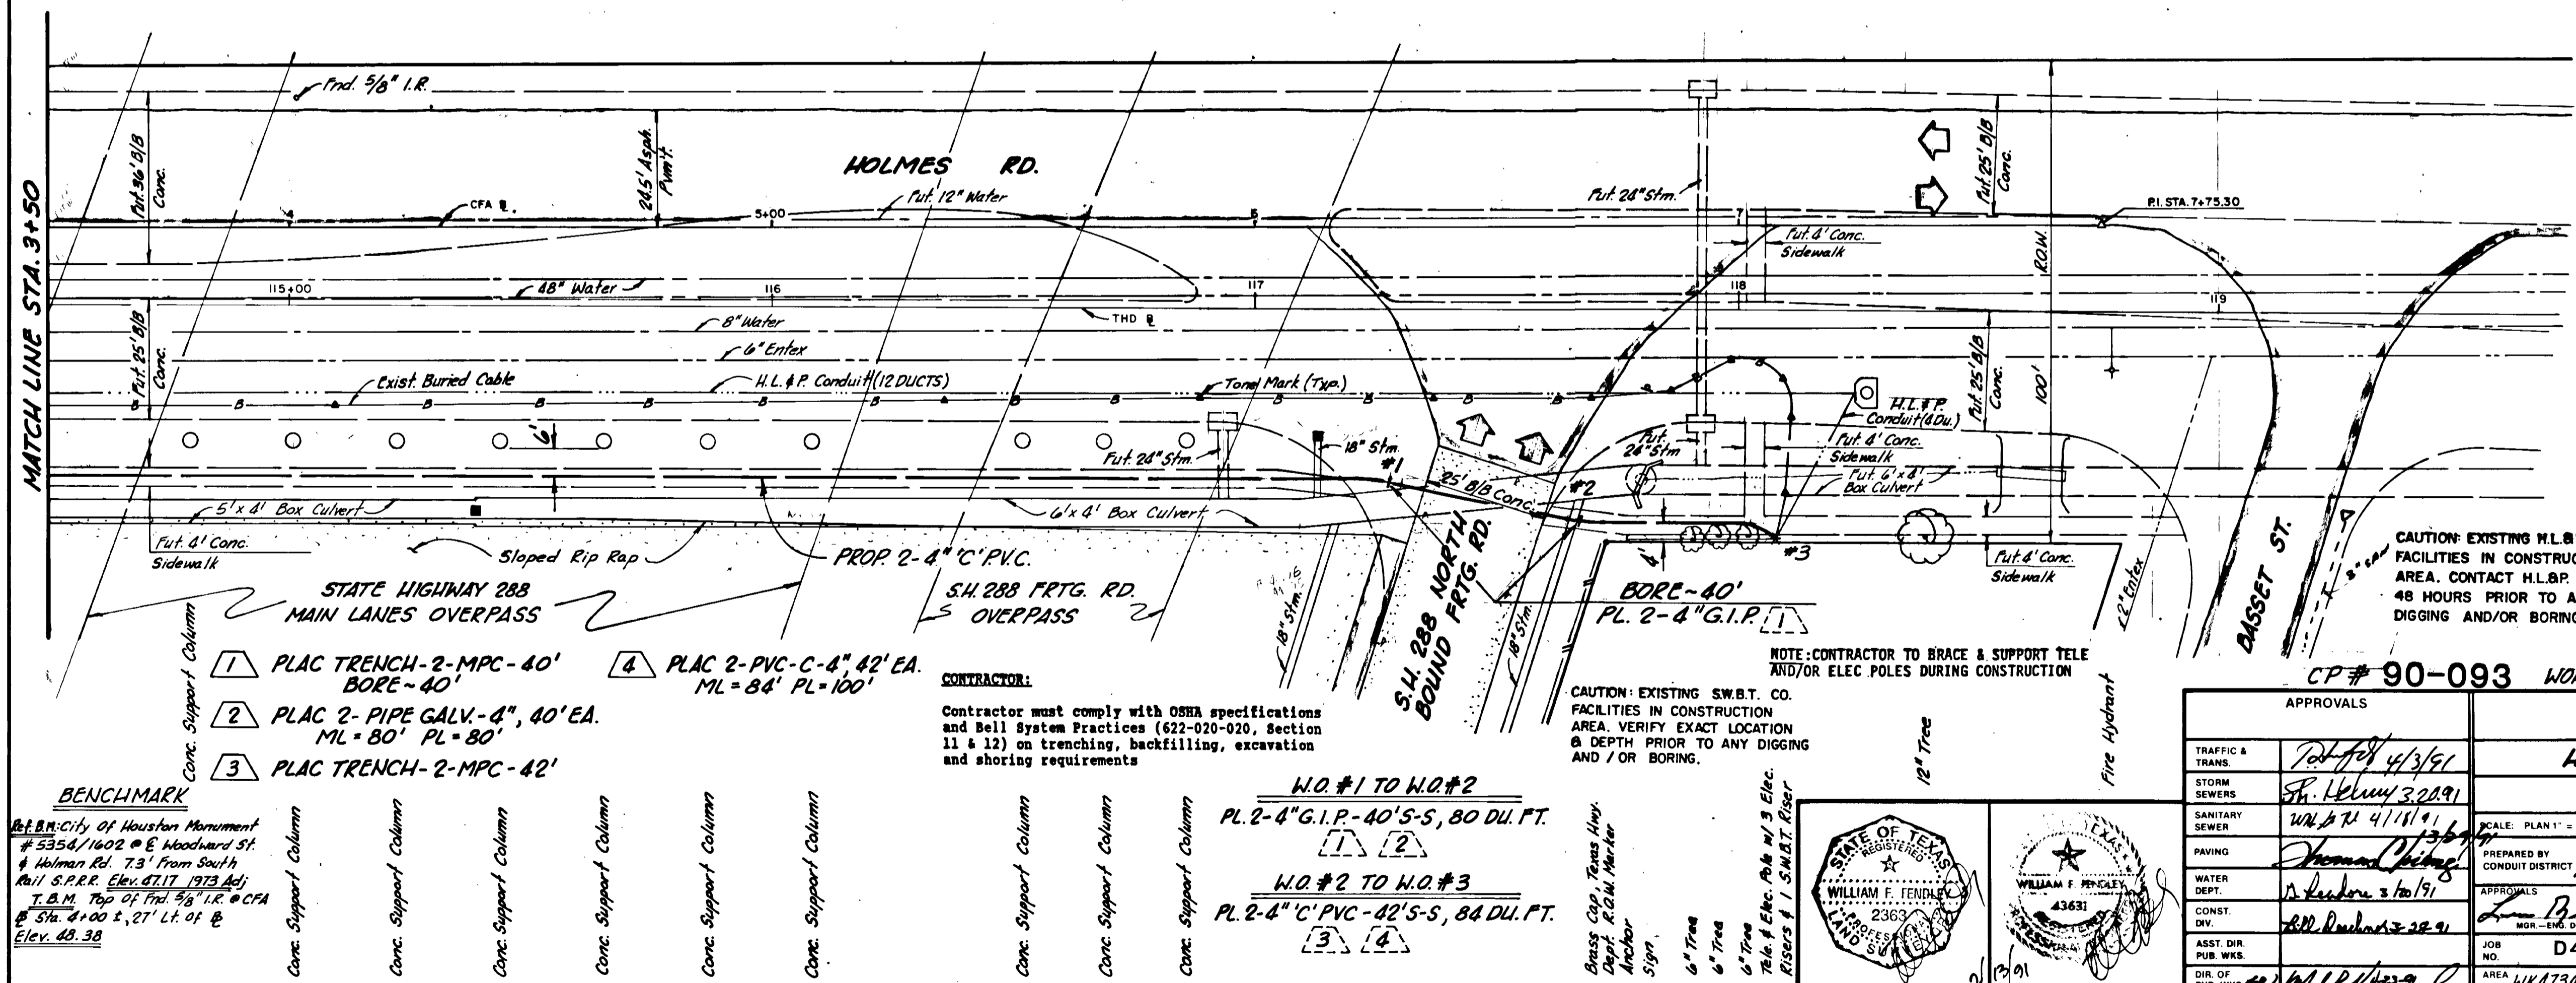 MATCH LINE STA. 3+50
Fnd. 5/8" I.R.
Fut. 36' B/B
Conc.
24.5' Asph.
Pvm't.
HOLMES RD.
CFA ℄
4
5+00
Fut. 12" Water
6
Fut. 24" Stm.
7
Fut. 25' B/B
Conc.
P.I. STA. 7+75.30
Fut. 4' Conc.
Sidewalk
R.O.W.
100'
115+00
48" Water
116
117
118
119
THD ℄
Fut. 25' B/B
Conc.
8" Water
6" Entex
Exist. Buried Cable
H.L.&P. Conduit (12 DUCTS)
Tone Mark (Typ.)
Fut. 25' B/B
Conc.
H.L.&P.
Conduit (4 Du.)
6'
Fut. 24" Stm.
18" Stm.
#1
25' B/B Conc.
#2
Fut.
24" Stm
Fut. 4' Conc.
Sidewalk
Fut. 6'x4'
Box Culvert
5'x4' Box Culvert
6'x4' Box Culvert
Fut. 4' Conc.
Sidewalk
Sloped Rip Rap
PROP. 2-4" 'C' P.V.C.
4'
#3
Fut. 4' Conc.
Sidewalk
STATE HIGHWAY 288
MAIN LANES OVERPASS
S.H. 288 FRTG. RD.
OVERPASS
18" Stm.
S.H. 288 NORTH
BOUND FRTG. RD.
18" Stm.
BORE~40'
PL. 2-4" G.I.P. 1
2" Entex
BASSET ST.
CAUTION: EXISTING H.L.&
FACILITIES IN CONSTRUC
AREA. CONTACT H.L.&P.
48 HOURS PRIOR TO A
DIGGING AND/OR BORING
1 PLAC TRENCH-2-MPC-40'
BORE~40'
2 PLAC 2-PIPE GALV.-4", 40' EA.
ML=80' PL=80'
3 PLAC TRENCH-2-MPC-42'
4 PLAC 2-PVC-C-4", 42' EA.
ML=84' PL=100'
CONTRACTOR:
Contractor must comply with OSHA specifications
and Bell System Practices (622-020-020, Section
11 & 12) on trenching, backfilling, excavation
and shoring requirements
NOTE: CONTRACTOR TO BRACE & SUPPORT TELE
AND/OR ELEC POLES DURING CONSTRUCTION
CAUTION: EXISTING S.W.B.T. CO.
FACILITIES IN CONSTRUCTION
AREA. VERIFY EXACT LOCATION
& DEPTH PRIOR TO ANY DIGGING
AND / OR BORING.
W.O. #1 TO W.O. #2
PL. 2-4" G.I.P.-40' S-S, 80 DU. FT.
1 2
W.O. #2 TO W.O. #3
PL. 2-4" 'C' PVC-42' S-S, 84 DU. FT.
3 4
BENCHMARK
Ref. B.M: City of Houston Monument
#5354/1602 @ ℄ Woodward St.
& Holman Rd. 7.3' From South
Rail S.P.R.R. Elev. 47.17 1973 Adj
T.B.M. Top of Fnd. 5/8" I.R. @ CFA
℄ Sta. 4+00 ±, 27' Lt. of ℄
Elev. 48.38
Conc. Support Column
Conc. Support Column
Conc. Support Column
Conc. Support Column
Conc. Support Column
Conc. Support Column
Conc. Support Column
Conc. Support Column
Conc. Support Column
Conc. Support Column
Brass Cap, Texas Hwy.
Dept. R.O.W. Marker
Anchor
Sign
6" Tree
6" Tree
6" Tree
Tele. & Elec. Pole w/ 3 Elec.
Risers & 1 S.W.B.T. Riser
12" Tree
Fire Hydrant
STATE OF TEXAS
REGISTERED
WILLIAM F. FENDLEY
2363
PROFESSIONAL
LAND SURVEYOR
WILLIAM F. FENDLEY
43631
CP # 90-093
APPROVALS
TRAFFIC &
TRANS.
4/3/91
STORM
SEWERS
3.20.91
SANITARY
SEWER
4/18/91
PAVING
WATER
DEPT.
3/20/91
CONST.
DIV.
ASST. DIR.
PUB. WKS.
DIR. OF
SCALE: PLAN 1" =
PREPARED BY
CONDUIT DISTRICT
APPROVALS
MGR.-ENG. D
JOB
NO. D4
AREA